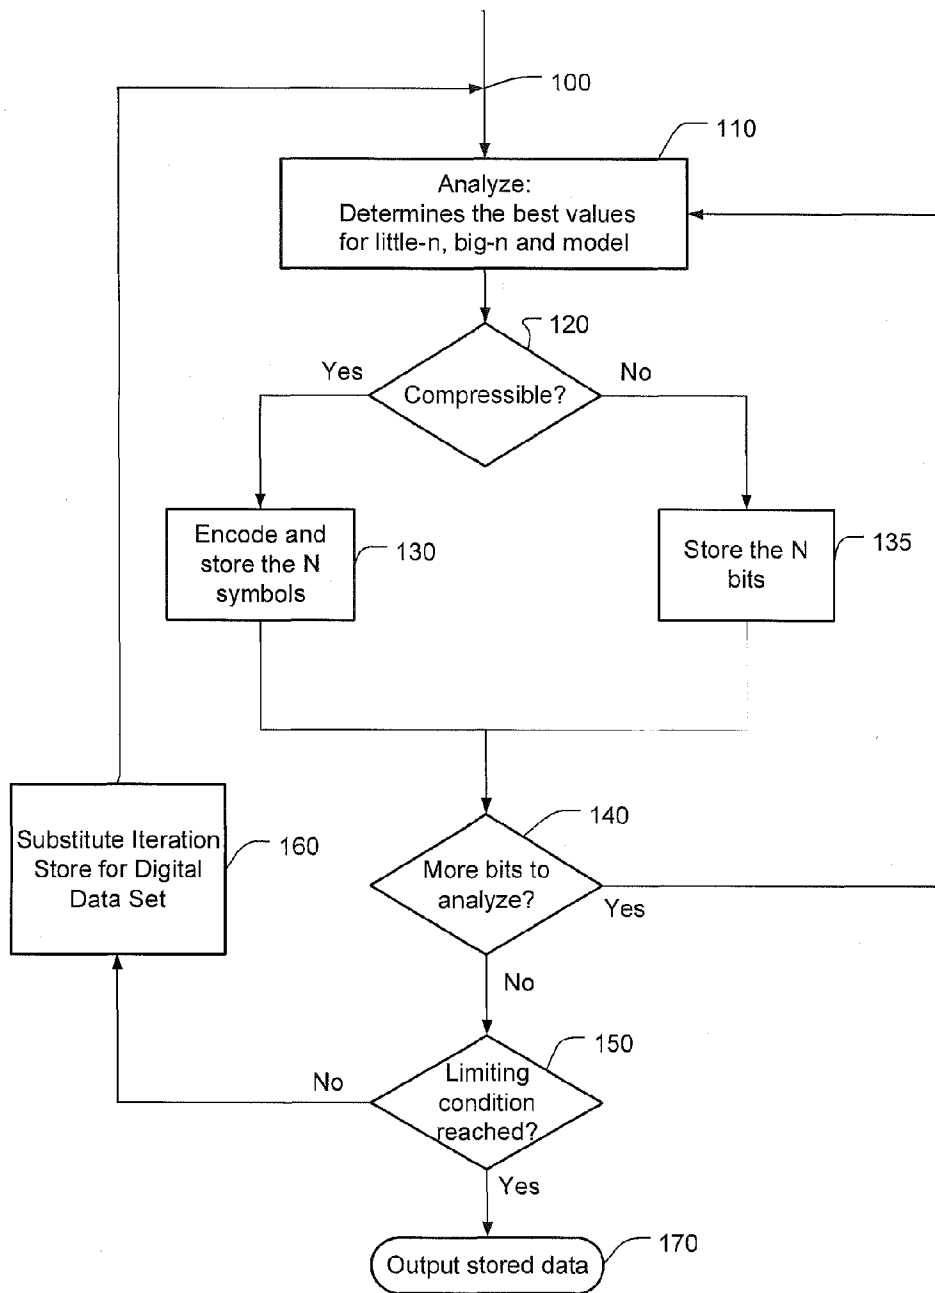 100
110
Analyze:
Determines the best values
for little-n, big-n and model
120
Yes
No
Compressible?
Encode and
store the N
symbols
130
Store the N
bits
135
140
More bits to
analyze?
Yes
Substitute Iteration
Store for Digital
Data Set
160
No
150
No
Limiting
condition
reached?
Yes
Output stored data
170